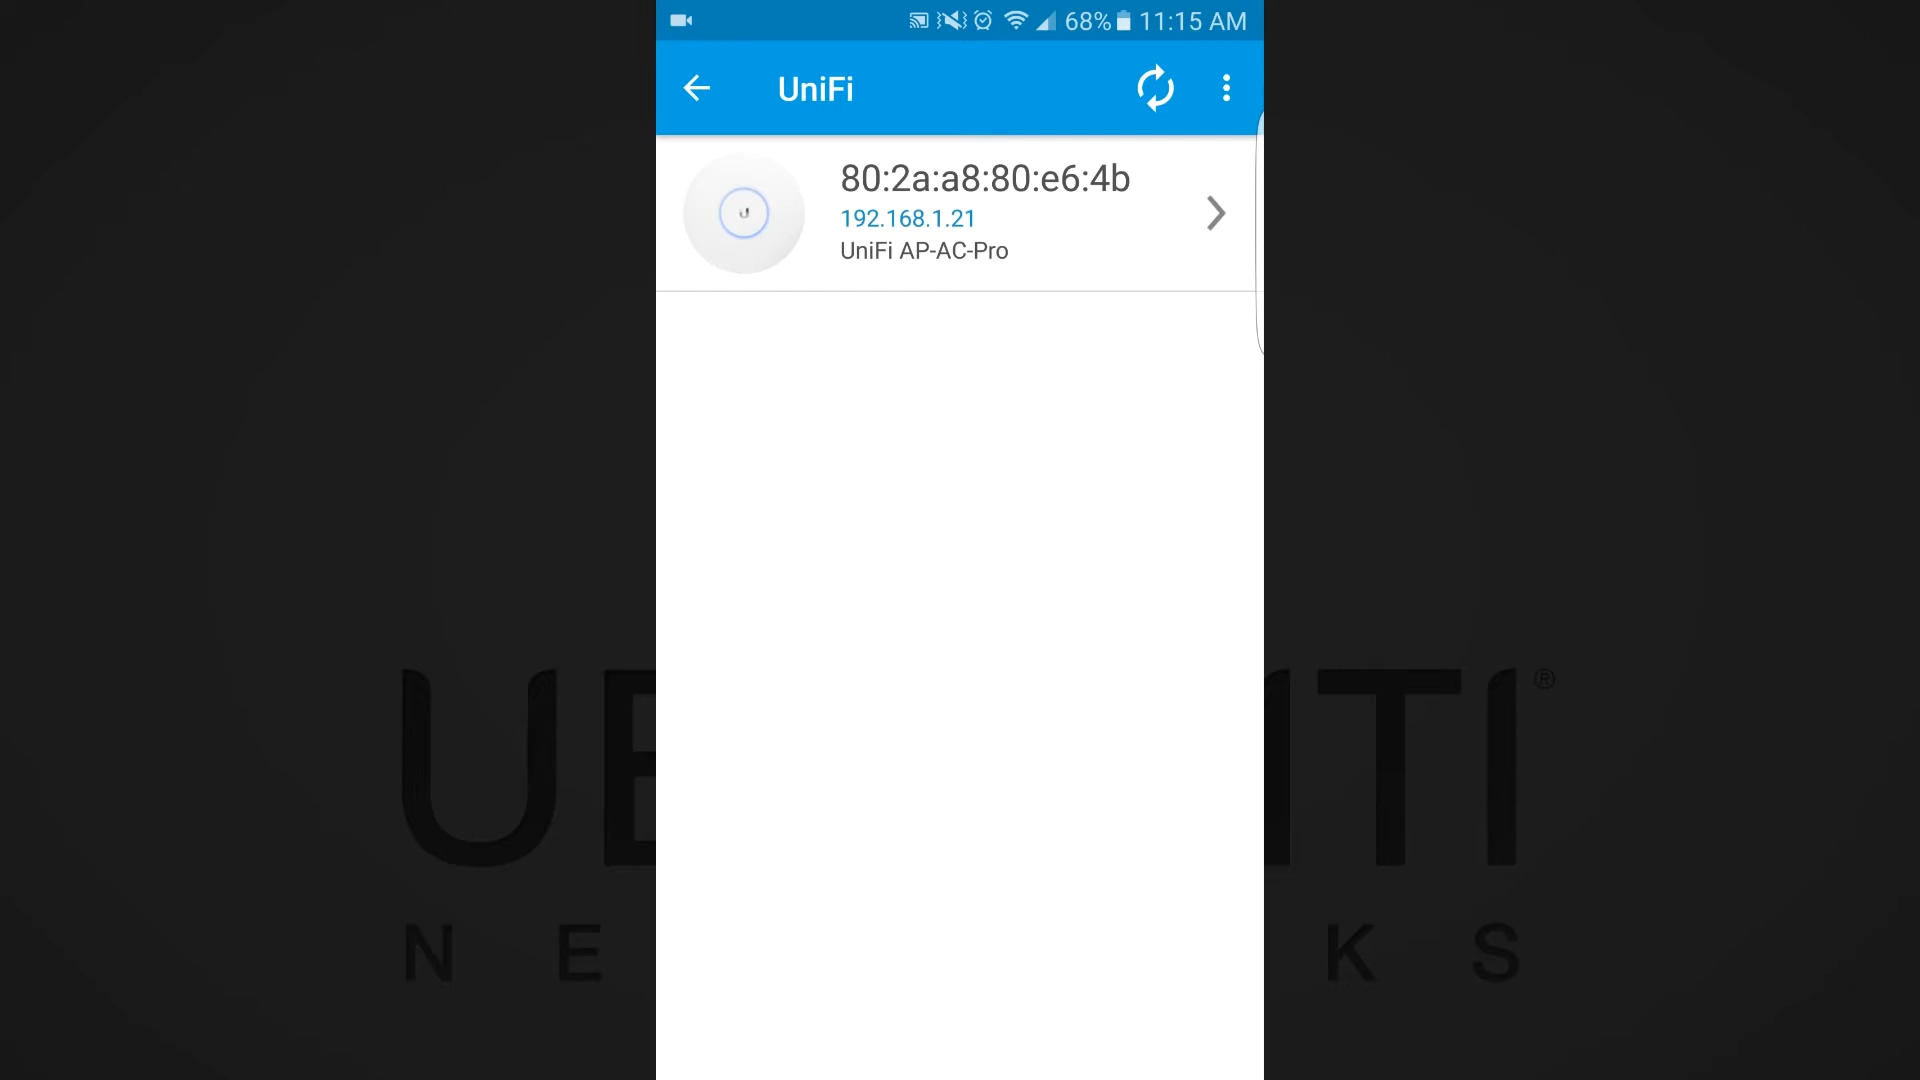 68% 11:15 AM
UniFi
80:2a:a8:80:e6:4b
192.168.1.21
UniFi AP-AC-Pro
U TI®
N E K S